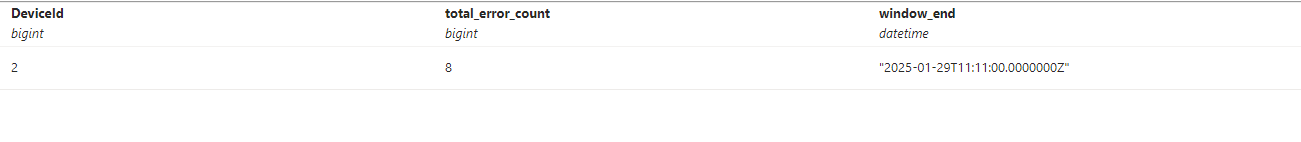 DeviceId total_error_count window_end
bigint bigint datetime
2 8 "2025-01-29T11:11:00.0000000Z"